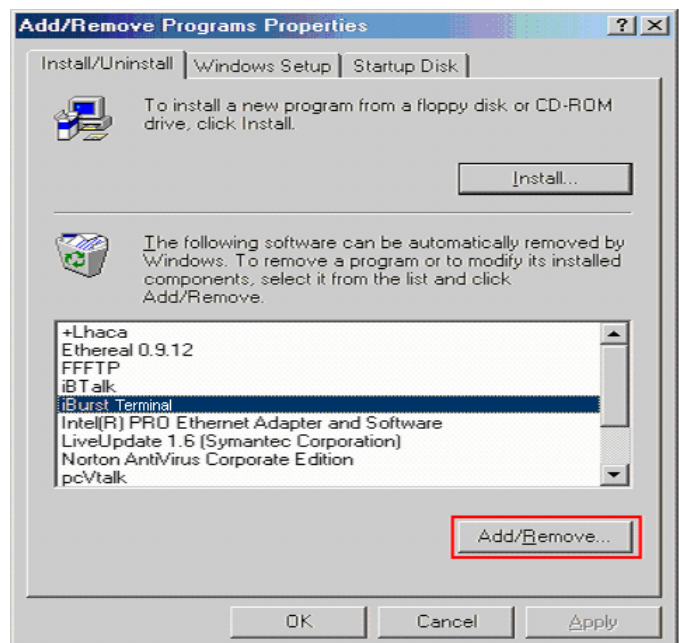 Add/Remove Programs Properties
Install/Uninstall
Windows Setup
Startup Disk
To install a new program from a floppy disk or CD-ROM
drive, click Install.
Install...
The following software can be automatically removed by
Windows. To remove a program or to modify its installed
components, select it from the list and click
Add/Remove.
+Lhaca
Ethereal 0.9.12
FFFTP
iBTalk
iBurst Terminal
Intel(R) PRO Ethernet Adapter and Software
LiveUpdate 1.6 (Symantec Corporation)
Norton AntiVirus Corporate Edition
pcVtalk
Add/Remove...
OK
Cancel
Apply